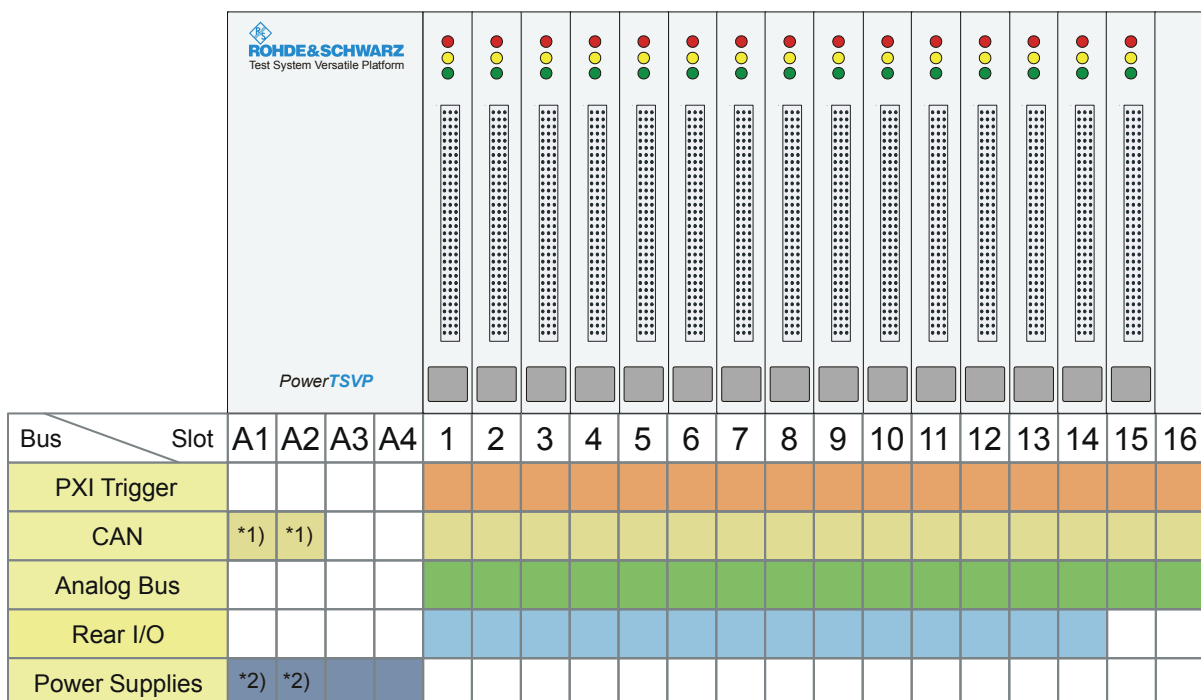 R&S
ROHDE&SCHWARZ
Test System Versatile Platform
PowerTSVP
Bus Slot A1 A2 A3 A4 1 2 3 4 5 6 7 8 9 10 11 12 13 14 15 16
PXI Trigger
CAN *1) *1)
Analog Bus
Rear I/O
Power Supplies *2) *2)